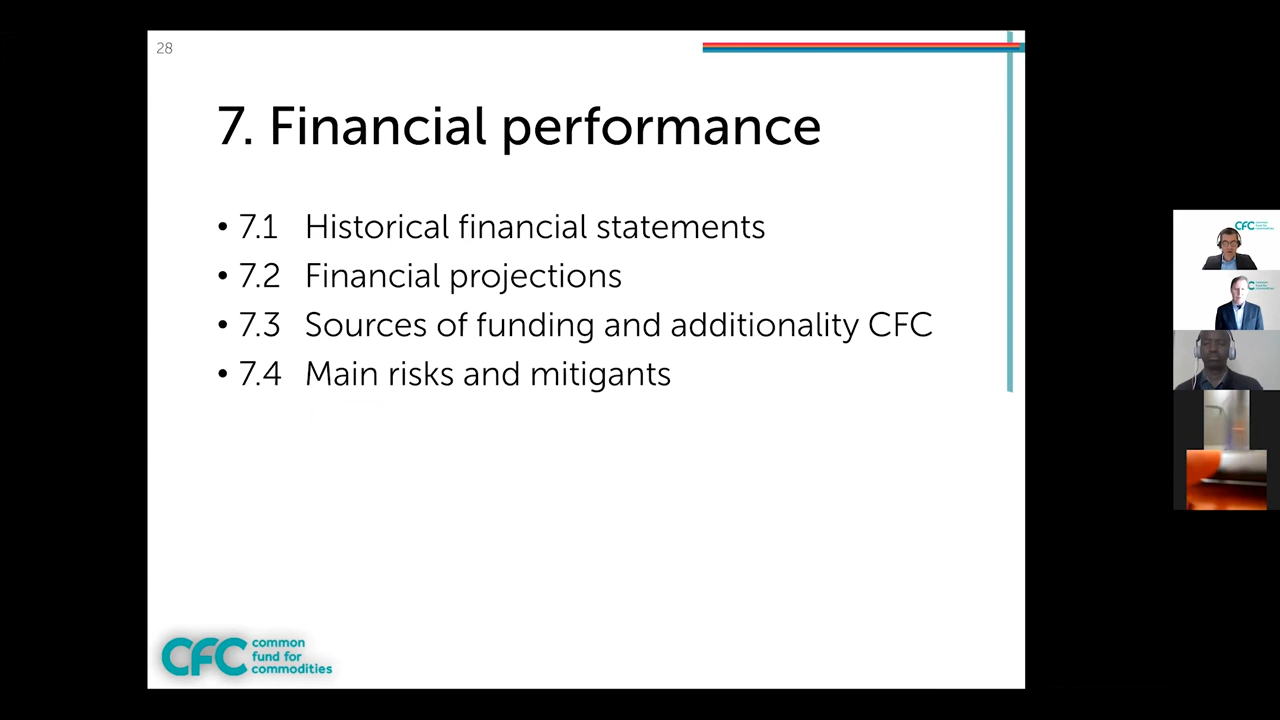 28
7. Financial performance
• 7.1 Historical financial statements
• 7.2 Financial projections
• 7.3 Sources of funding and additionality CFC
• 7.4 Main risks and mitigants
CFC common
fund for
commodities
CFC